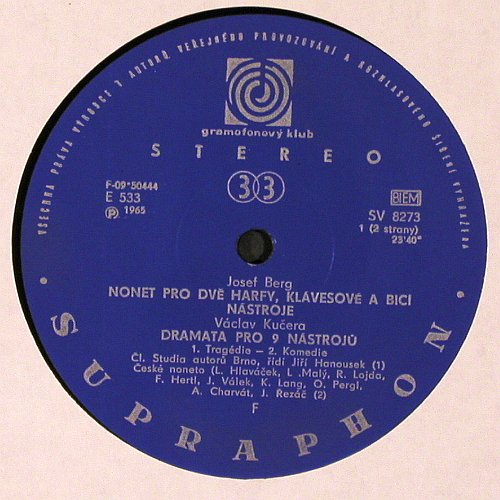 VŠECHNA PRÁVA VÝROBCE I AUTORŮ VEŘEJNÉHO PROVOZOVÁNÍ A ROZHLASOVÉHO ŠÍŘENÍ VYHRAŽENA
gramofonový klub
STEREO
F-09*50444
E 533
Ⓟ 1965
33
BIEM
SV 8273
1 (2 strany)
23'40"
Josef Berg
NONET PRO DVĚ HARFY, KLÁVESOVÉ A BICÍ
NÁSTROJE
Václav Kučera
DRAMATA PRO 9 NÁSTROJŮ
1. Tragédie – 2. Komedie
Čl. Studia autorů Brno, řídí Jiří Hanousek (1)
České noneto (L. Hlaváček, L .Malý, R. Lojda,
F. Hertl, J. Válek, K. Lang, O. Pergl,
A. Charvát, J. Rezáč (2)
F
• SUPRAPHON •